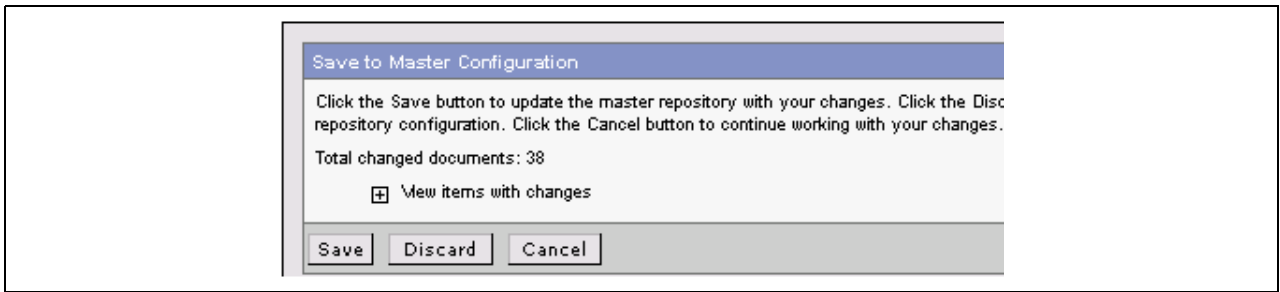 Save to Master Configuration
Click the Save button to update the master repository with your changes. Click the Disc
repository configuration. Click the Cancel button to continue working with your changes.
Total changed documents: 38
View items with changes
Save Discard Cancel